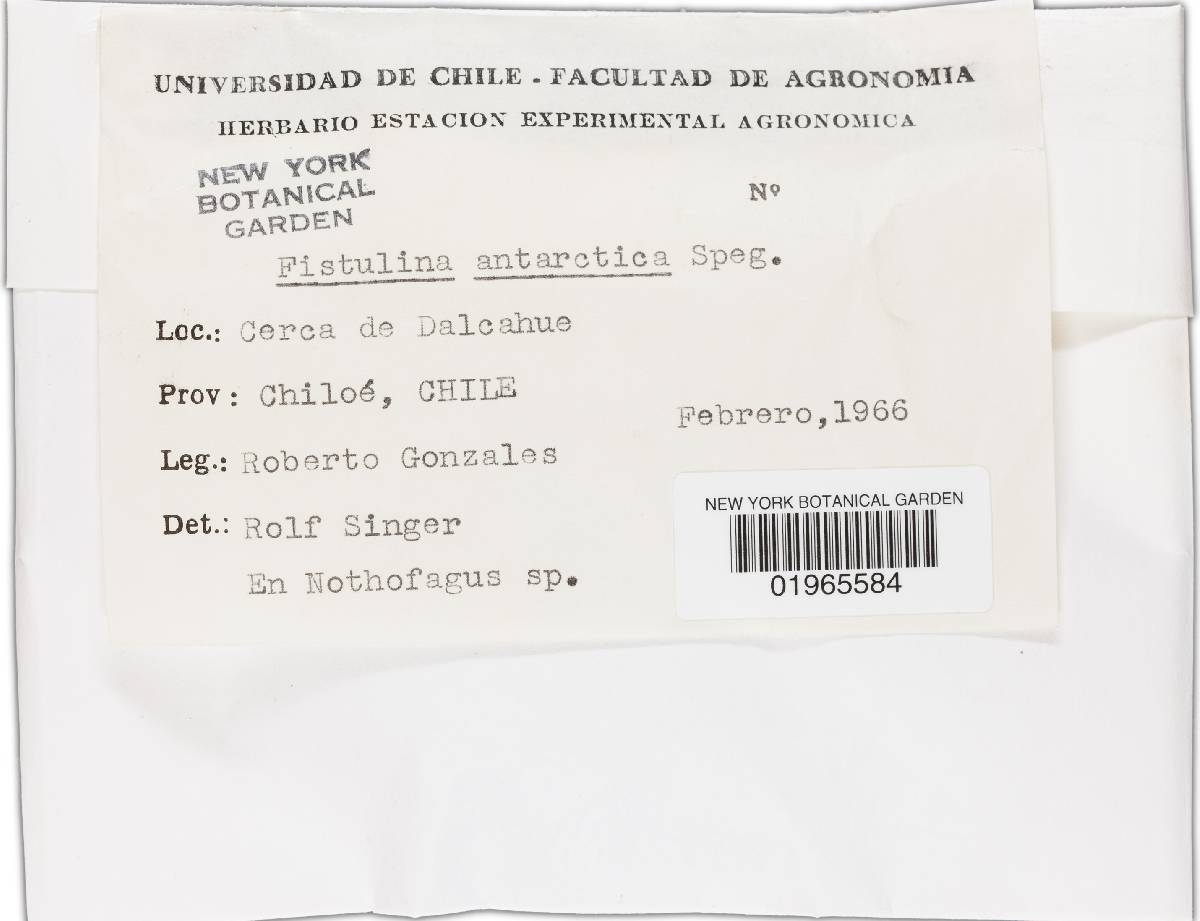 UNIVERSIDAD DE CHILE - FACULTAD DE AGRONOMIA
HERBARIO ESTACION EXPERIMENTAL AGRONOMICA
NEW YORK
BOTANICAL
GARDEN
Nº
Fistulina antarctica Speg.
Loc.: Cerca de Dalcahue
Prov: Chiloé, CHILE
Febrero,1966
Leg.: Roberto Gonzales
Det.: Rolf Singer
En Nothofagus sp.
NEW YORK BOTANICAL GARDEN
01965584